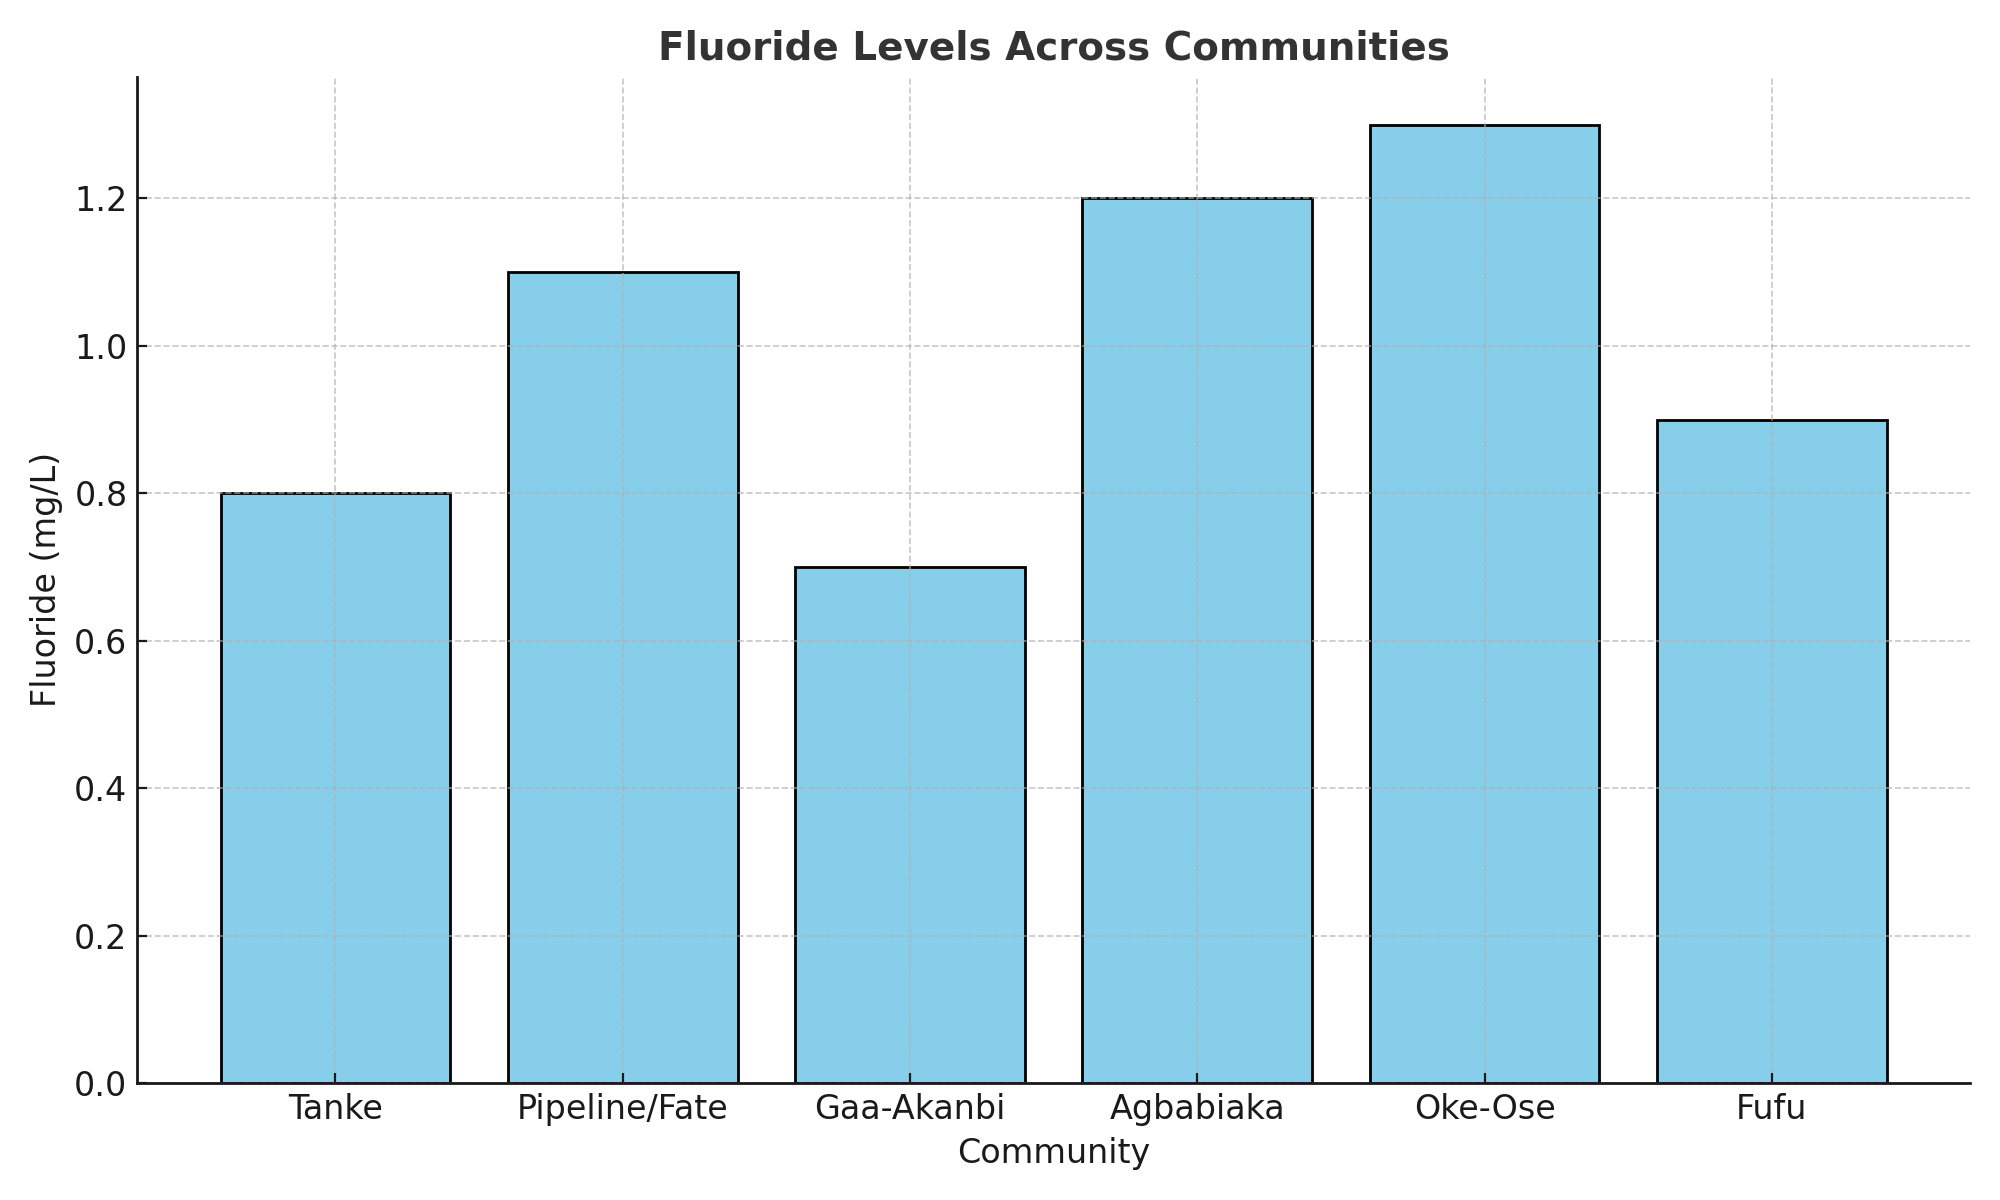 Fluoride Levels Across Communities
Fluoride (mg/L)
1.2
1.0
0.8
0.6
0.4
0.2
0.0
Tanke Pipeline/Fate Gaa-Akanbi Agbabiaka Oke-Ose Fufu
Community